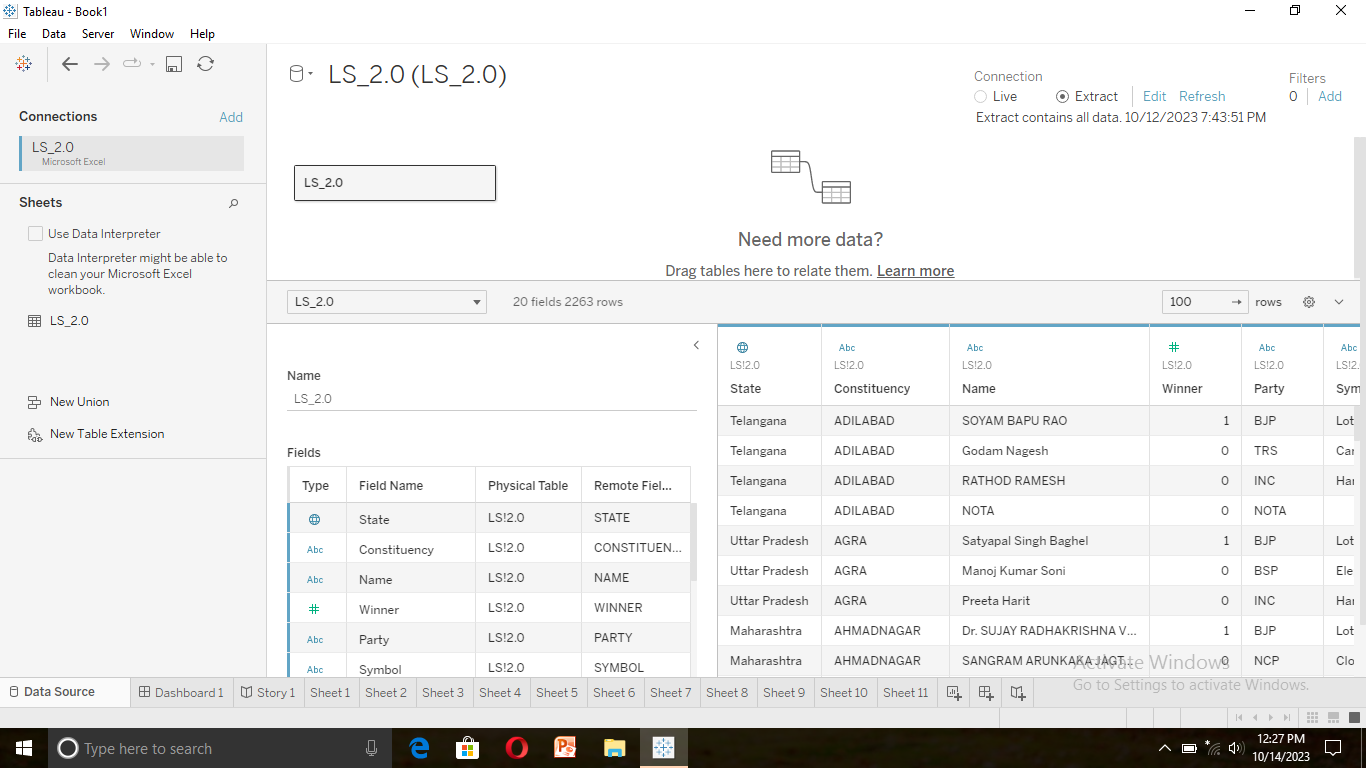 Tableau - Book1
File Data Server Window Help
Connections Add
LS_2.0
Microsoft Excel
Sheets
Use Data Interpreter
Data Interpreter might be able to
clean your Microsoft Excel
workbook.
LS_2.0
New Union
New Table Extension
LS_2.0 (LS_2.0)
Connection
Live Extract Edit Refresh
Extract contains all data. 10/12/2023 7:43:51 PM
Filters
0 Add
LS_2.0
Need more data?
Drag tables here to relate them. Learn more
LS_2.0 20 fields 2263 rows 100 rows
Name
LS_2.0
Fields
Type Field Name Physical Table Remote Fiel...
State LS!2.0 STATE
Abc Constituency LS!2.0 CONSTITUEN...
Abc Name LS!2.0 NAME
Winner LS!2.0 WINNER
Abc Party LS!2.0 PARTY
Abc Symbol LS!2.0 SYMBOL
Abc Abc Abc Abc
LS!2.0 LS!2.0 LS!2.0 LS!2.0 LS!2.0 LS!2.
State Constituency Name Winner Party Sym
Telangana ADILABAD SOYAM BAPU RAO 1 BJP Lot
Telangana ADILABAD Godam Nagesh 0 TRS Car
Telangana ADILABAD RATHOD RAMESH 0 INC Har
Telangana ADILABAD NOTA 0 NOTA
Uttar Pradesh AGRA Satyapal Singh Baghel 1 BJP Lot
Uttar Pradesh AGRA Manoj Kumar Soni 0 BSP Ele
Uttar Pradesh AGRA Preeta Harit 0 INC Har
Maharashtra AHMADNAGAR Dr. SUJAY RADHAKRISHNA V... 1 BJP Lot
Maharashtra AHMADNAGAR SANGRAM ARUNKAKA JAGT... 0 NCP Clo
Activate Windows
Go to Settings to activate Windows.
Data Source Dashboard 1 Story 1 Sheet 1 Sheet 2 Sheet 3 Sheet 4 Sheet 5 Sheet 6 Sheet 7 Sheet 8 Sheet 9 Sheet 10 Sheet 11
Type here to search
12:27 PM
10/14/2023